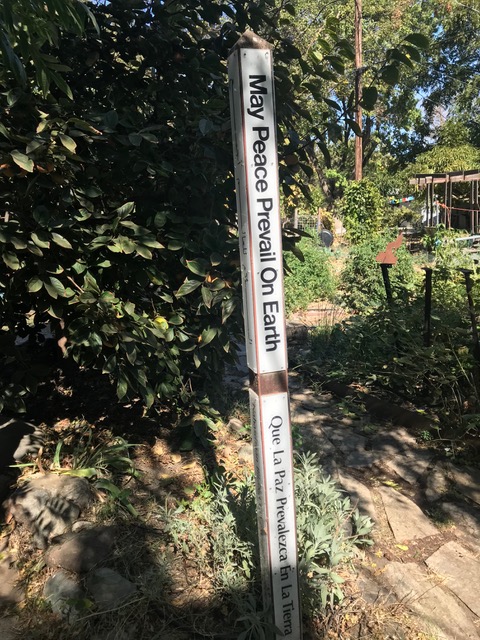 May Peace Prevail On Earth
Que La Paz Prevalezca En La Tierra